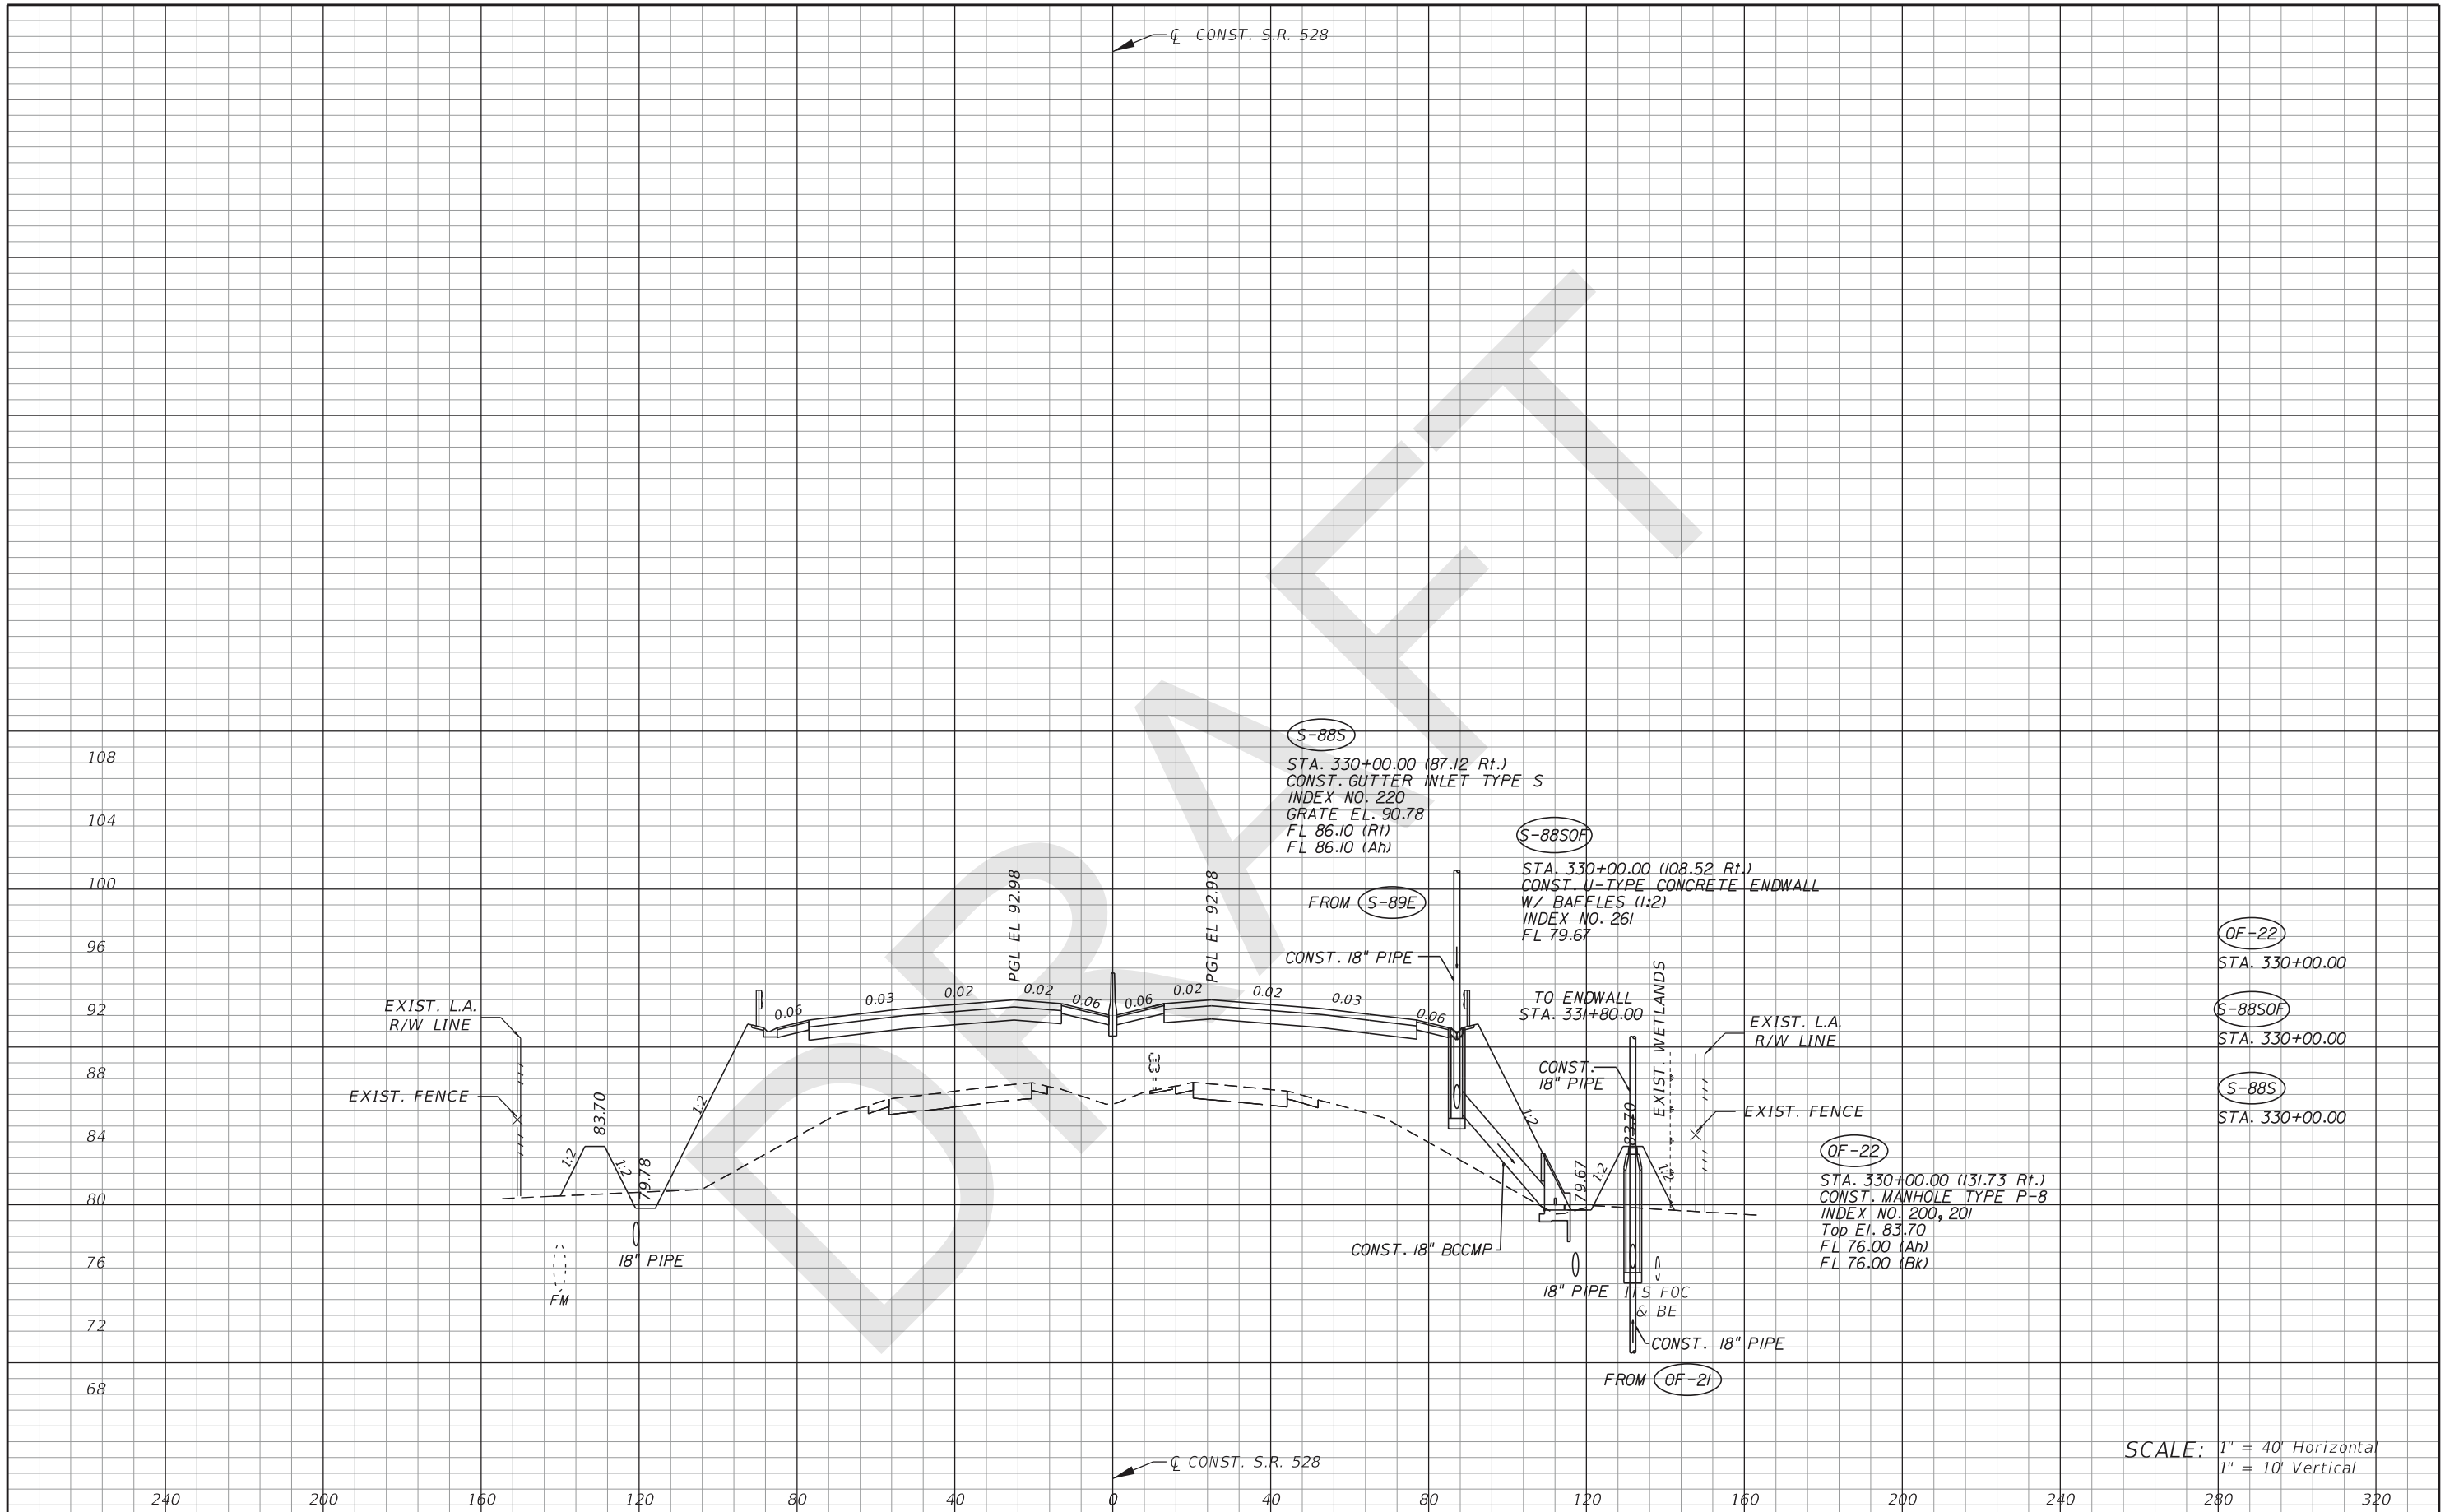 ℄ CONST. S.R. 528
DRAFT
S-88S
STA. 330+00.00 (87.12 Rt.)
CONST. GUTTER INLET TYPE S
INDEX NO. 220
GRATE EL. 90.78
FL 86.10 (Rt)
FL 86.10 (Ah)
S-88SOF
STA. 330+00.00 (108.52 Rt.)
CONST. U-TYPE CONCRETE ENDWALL
W/ BAFFLES (1:2)
INDEX NO. 261
FL 79.67
FROM S-89E
CONST. 18" PIPE
TO ENDWALL
STA. 331+80.00
CONST.
18" PIPE
EXIST. WETLANDS
EXIST. L.A.
R/W LINE
EXIST. FENCE
OF-22
STA. 330+00.00 (131.73 Rt.)
CONST. MANHOLE TYPE P-8
INDEX NO. 200, 201
Top El. 83.70
FL 76.00 (Ah)
FL 76.00 (Bk)
OF-22
STA. 330+00.00
S-88SOF
STA. 330+00.00
S-88S
STA. 330+00.00
EXIST. L.A.
R/W LINE
EXIST. FENCE
PGL EL 92.98
PGL EL 92.98
0.06
0.03
0.02
0.02
0.06
0.06
0.02
0.02
0.03
0.06
1:2
83.70
1:2
79.78
1:2
1:2
79.67
1:2
83.70
1:2
18" PIPE
FM
CONST. 18" BCCMP
18" PIPE
ITS FOC
& BE
CONST. 18" PIPE
FROM OF-21
108
104
100
96
92
88
84
80
76
72
68
℄ CONST. S.R. 528
SCALE: 1" = 40' Horizontal
1" = 10' Vertical
240 200 160 120 80 40 0 40 80 120 160 200 240 280 320